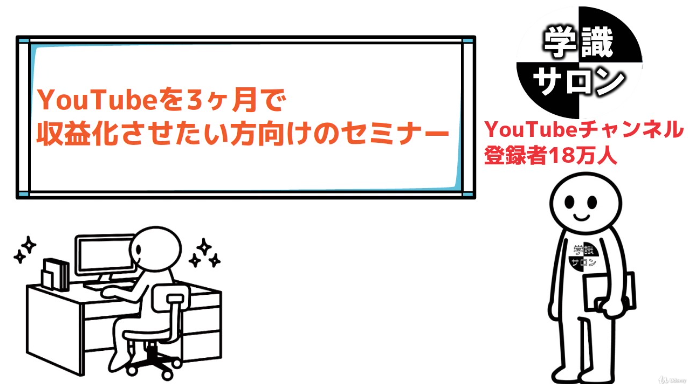 学識
サロン
YouTubeを3ヶ月で
収益化させたい方向けのセミナー
YouTubeチャンネル
登録者18万人
学識
サロン